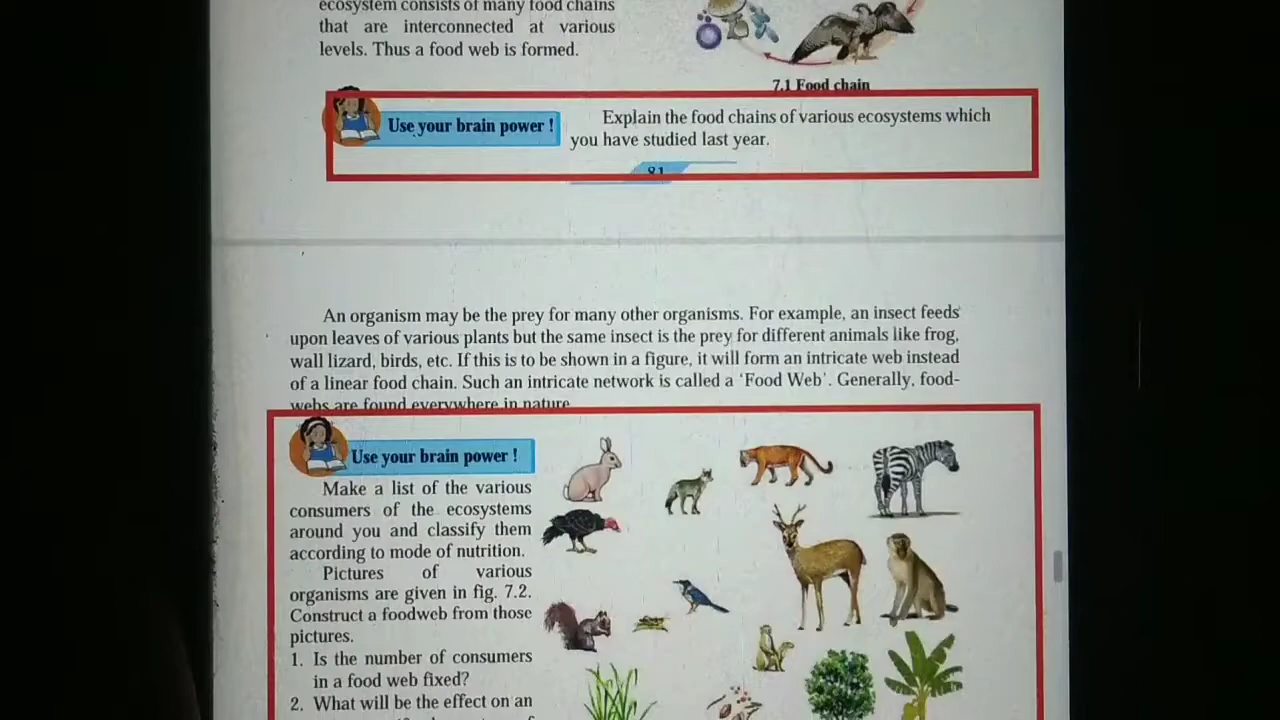 ecosystem consists of many food chains
that are interconnected at various
levels. Thus a food web is formed.
7.1 Food chain
Use your brain power !
Explain the food chains of various ecosystems which
you have studied last year.
81
An organism may be the prey for many other organisms. For example, an insect feeds
upon leaves of various plants but the same insect is the prey for different animals like frog,
wall lizard, birds, etc. If this is to be shown in a figure, it will form an intricate web instead
of a linear food chain. Such an intricate network is called a ‘Food Web’. Generally, food-
webs are found everywhere in nature
Use your brain power !
Make a list of the various
consumers of the ecosystems
around you and classify them
according to mode of nutrition.
Pictures of various
organisms are given in fig. 7.2.
Construct a foodweb from those
pictures.
1. Is the number of consumers
in a food web fixed?
2. What will be the effect on an